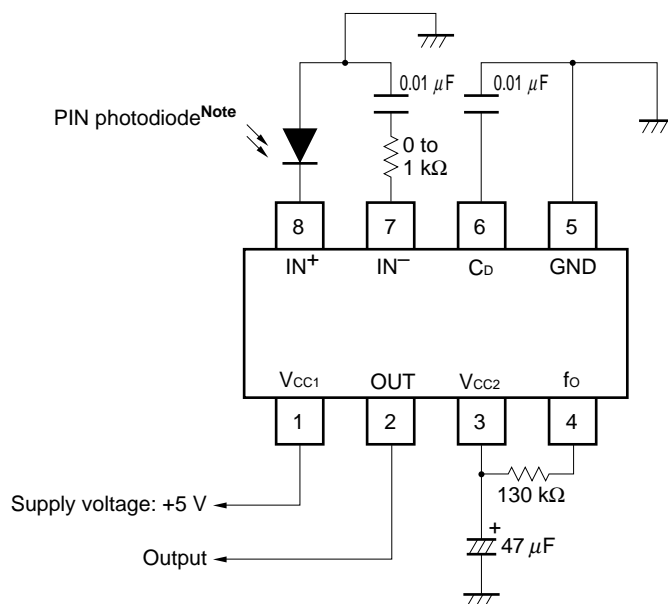 0.01 μF
0.01 μF
PIN photodiodeNote
0 to
1 kΩ
8
7
6
5
IN+
IN–
CD
GND
VCC1
OUT
VCC2
fO
1
2
3
4
Supply voltage: +5 V
130 kΩ
+
47 μF
Output